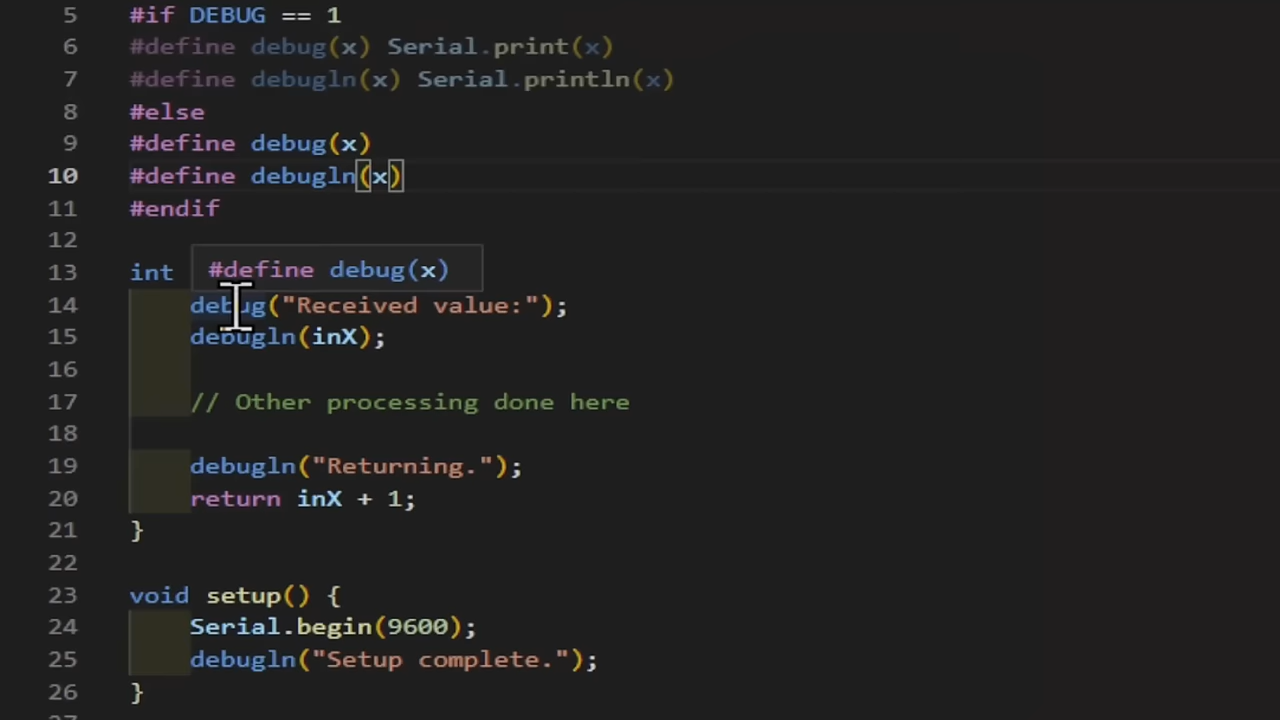 5 #if DEBUG == 1
6 #define debug(x) Serial.print(x)
7 #define debugln(x) Serial.println(x)
8 #else
9 #define debug(x)
10 #define debugln(x)
11 #endif
12
13 int
#define debug(x)
14 debug("Received value:");
15 debugln(inX);
16
17 // Other processing done here
18
19 debugln("Returning.");
20 return inX + 1;
21 }
22
23 void setup() {
24 Serial.begin(9600);
25 debugln("Setup complete.");
26 }
27